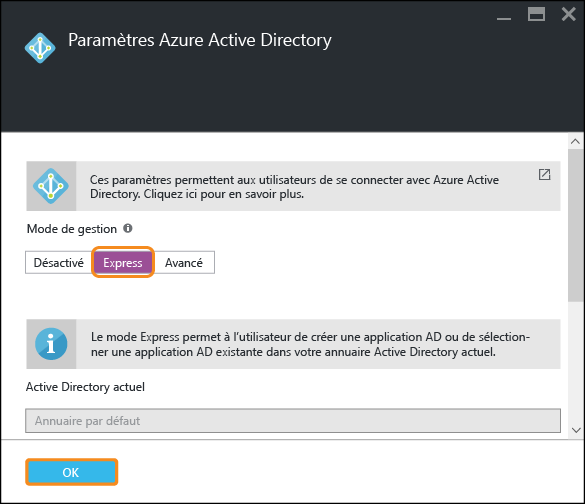 Paramètres Azure Active Directory
Ces paramètres permettent aux utilisateurs de se connecter avec Azure Active
Directory. Cliquez ici pour en savoir plus.
Mode de gestion
Désactivé Express Avancé
Le mode Express permet à l'utilisateur de créer une application AD ou de sélection-
ner une application AD existante dans votre annuaire Active Directory actuel.
Active Directory actuel
Annuaire par défaut
OK